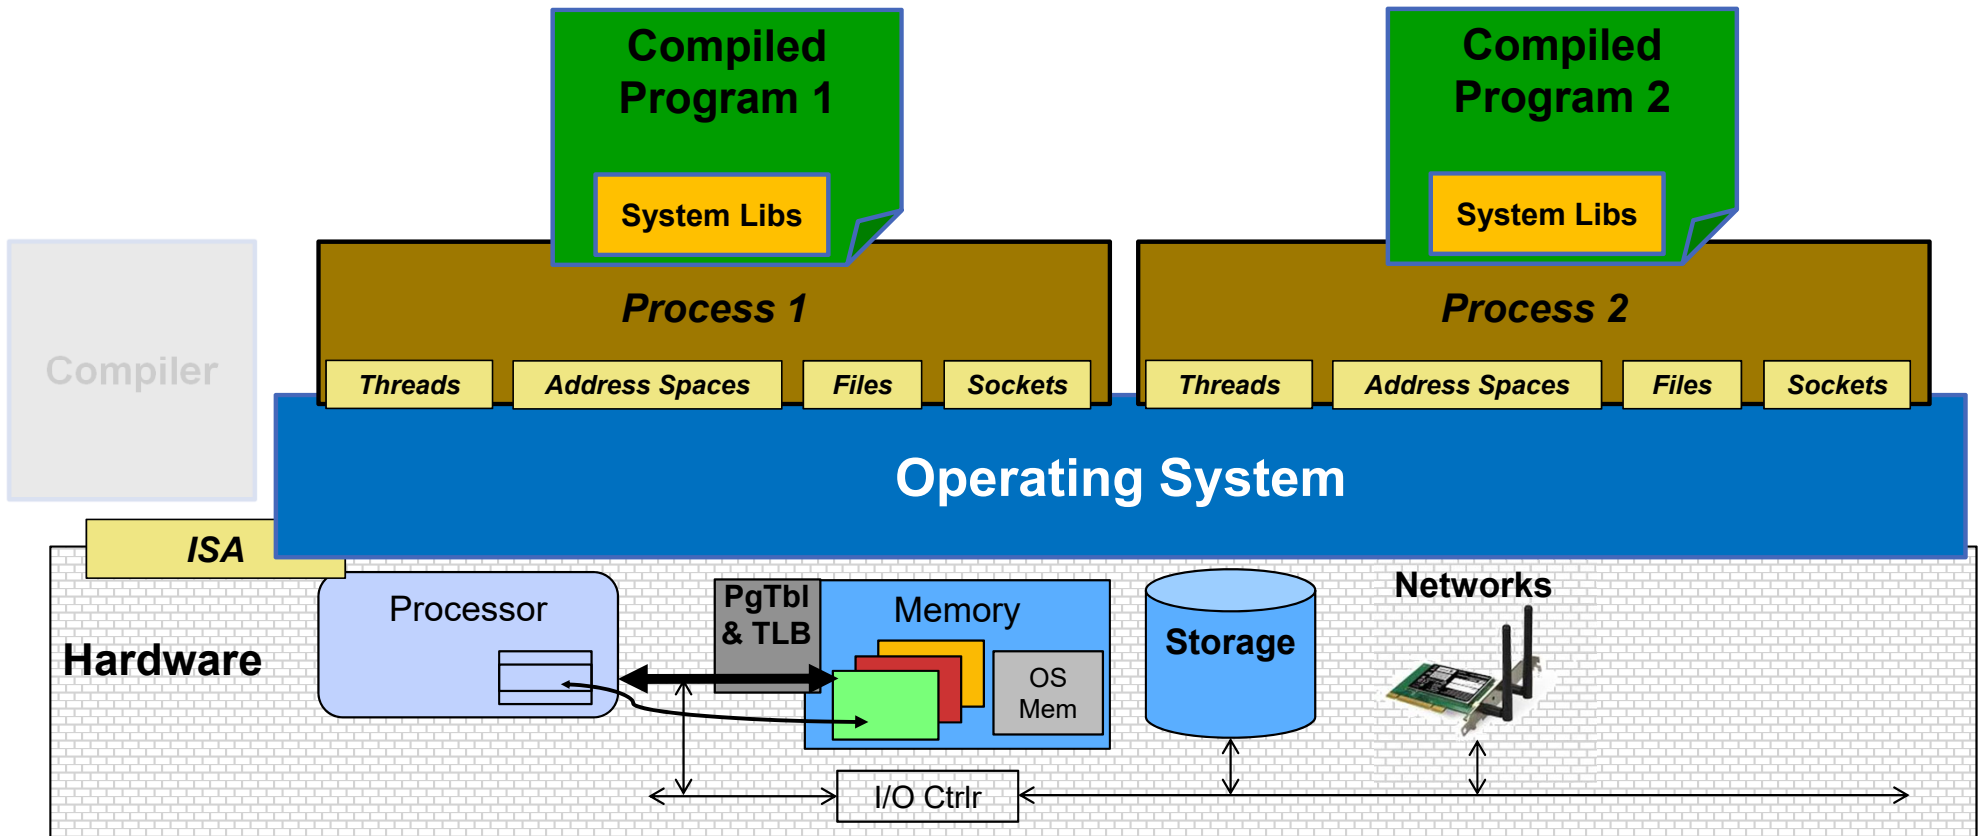 Compiled
Program 1
System Libs
Compiled
Program 2
System Libs
Process 1
Process 2
Compiler
Threads
Address Spaces
Files
Sockets
Threads
Address Spaces
Files
Sockets
Operating System
ISA
Hardware
Processor
PgTbl
& TLB
Memory
OS
Mem
Storage
Networks
I/O Ctrlr